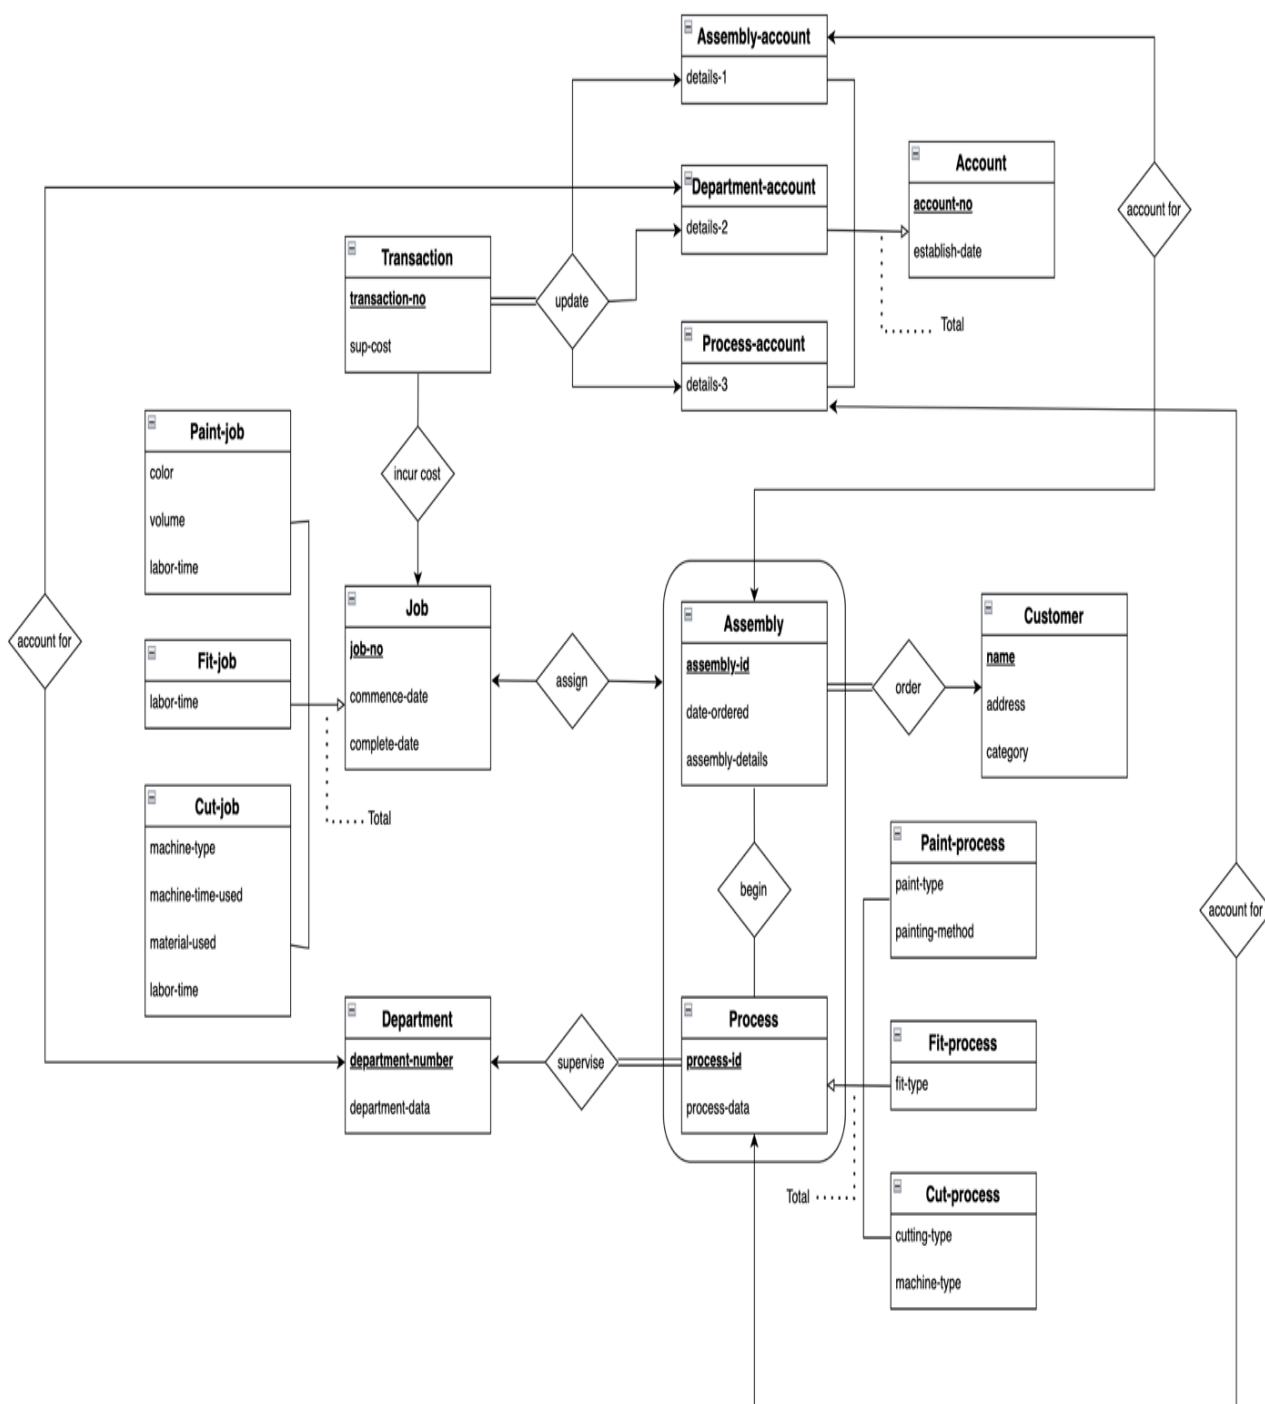 Assembly-account
details-1
Department-account
details-2
Account
account-no
establish-date
account for
Transaction
transaction-no
sup-cost
update
Total
Process-account
details-3
Paint-job
color
volume
labor-time
incur cost
account for
Job
job-no
commence-date
complete-date
Fit-job
labor-time
assign
Assembly
assembly-id
date-ordered
assembly-details
order
Customer
name
address
category
Cut-job
machine-type
machine-time-used
material-used
labor-time
Total
begin
Paint-process
paint-type
painting-method
account for
Department
department-number
department-data
supervise
Process
process-id
process-data
Fit-process
fit-type
Total
Cut-process
cutting-type
machine-type